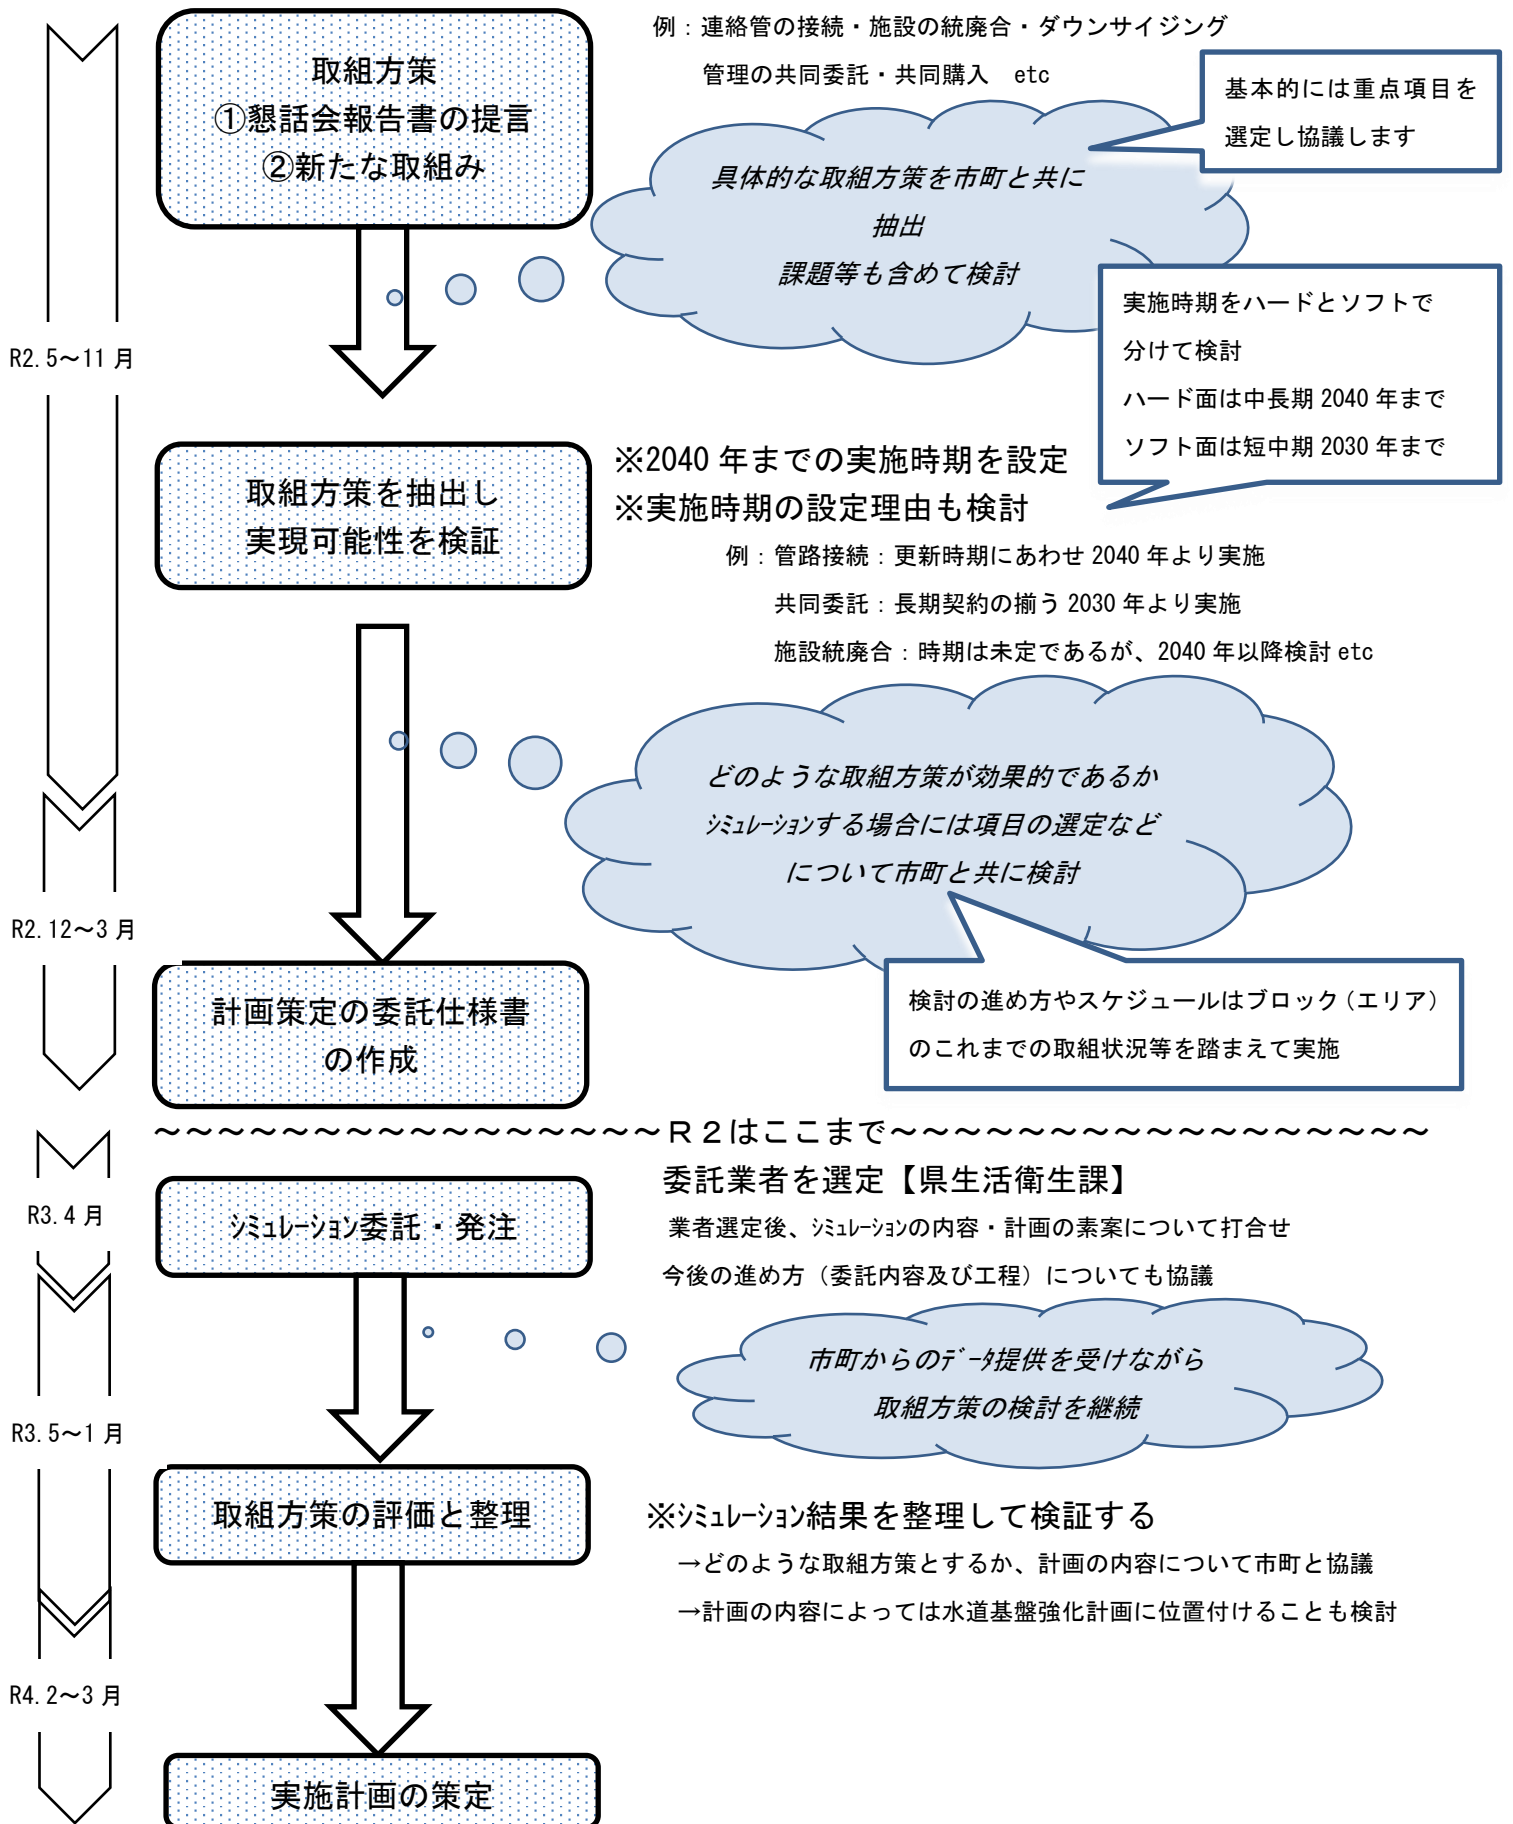 例：連絡管の接続・施設の統廃合・ダウンサイジング
管理の共同委託・共同購入　etc
取組方策
①懇話会報告書の提言
②新たな取組み
基本的には重点項目を
選定し協議します
具体的な取組方策を市町と共に
抽出
課題等も含めて検討
実施時期をハードとソフトで
分けて検討
ハード面は中長期 2040 年まで
ソフト面は短中期 2030 年まで
R2.5～11 月
取組方策を抽出し
実現可能性を検証
※2040 年までの実施時期を設定
※実施時期の設定理由も検討
例：管路接続：更新時期にあわせ 2040 年より実施
共同委託：長期契約の揃う 2030 年より実施
施設統廃合：時期は未定であるが、2040 年以降検討 etc
どのような取組方策が効果的であるか
ｼﾐｭﾚｰｼｮﾝする場合には項目の選定など
について市町と共に検討
R2.12～3 月
計画策定の委託仕様書
の作成
検討の進め方やスケジュールはブロック（エリア）
のこれまでの取組状況等を踏まえて実施
～～～～～～～～～～～～～～～～Ｒ２はここまで～～～～～～～～～～～～～～～～～
R3.4 月
ｼﾐｭﾚｰｼｮﾝ委託・発注
委託業者を選定【県生活衛生課】
業者選定後、ｼﾐｭﾚｰｼｮﾝの内容・計画の素案について打合せ
今後の進め方（委託内容及び工程）についても協議
市町からのﾃﾞｰﾀ提供を受けながら
取組方策の検討を継続
R3.5～1 月
取組方策の評価と整理
※ｼﾐｭﾚｰｼｮﾝ結果を整理して検証する
→どのような取組方策とするか、計画の内容について市町と協議
→計画の内容によっては水道基盤強化計画に位置付けることも検討
R4.2～3 月
実施計画の策定